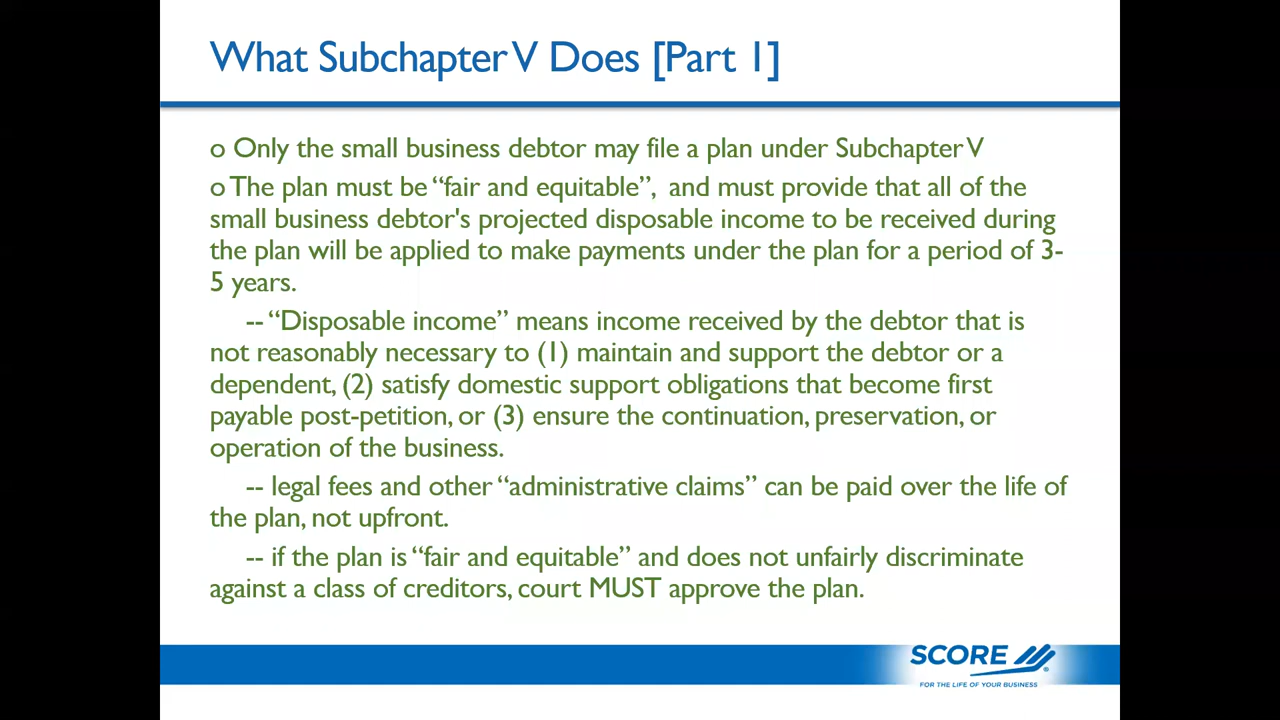 What Subchapter V Does [Part 1]
o Only the small business debtor may file a plan under Subchapter V
o The plan must be “fair and equitable”, and must provide that all of the
small business debtor's projected disposable income to be received during
the plan will be applied to make payments under the plan for a period of 3-
5 years.
-- “Disposable income” means income received by the debtor that is
not reasonably necessary to (1) maintain and support the debtor or a
dependent, (2) satisfy domestic support obligations that become first
payable post-petition, or (3) ensure the continuation, preservation, or
operation of the business.
-- legal fees and other “administrative claims” can be paid over the life of
the plan, not upfront.
-- if the plan is “fair and equitable” and does not unfairly discriminate
against a class of creditors, court MUST approve the plan.
SCORE
FOR THE LIFE OF YOUR BUSINESS